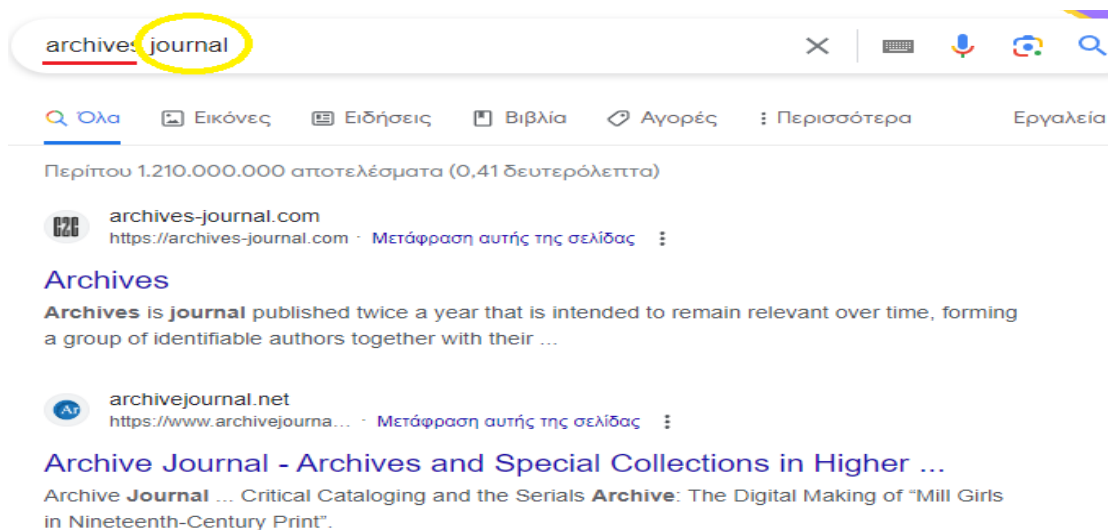 archives journal
Όλα Εικόνες Ειδήσεις Βιβλία Αγορές Περισσότερα Εργαλεία
Περίπου 1.210.000.000 αποτελέσματα (0,41 δευτερόλεπτα)
archives-journal.com
https://archives-journal.com · Μετάφραση αυτής της σελίδας
Archives
Archives is journal published twice a year that is intended to remain relevant over time, forming
a group of identifiable authors together with their ...
Ar archivejournal.net
https://www.archivejourna... · Μετάφραση αυτής της σελίδας
Archive Journal - Archives and Special Collections in Higher ...
Archive Journal ... Critical Cataloging and the Serials Archive: The Digital Making of “Mill Girls
in Nineteenth-Century Print”.